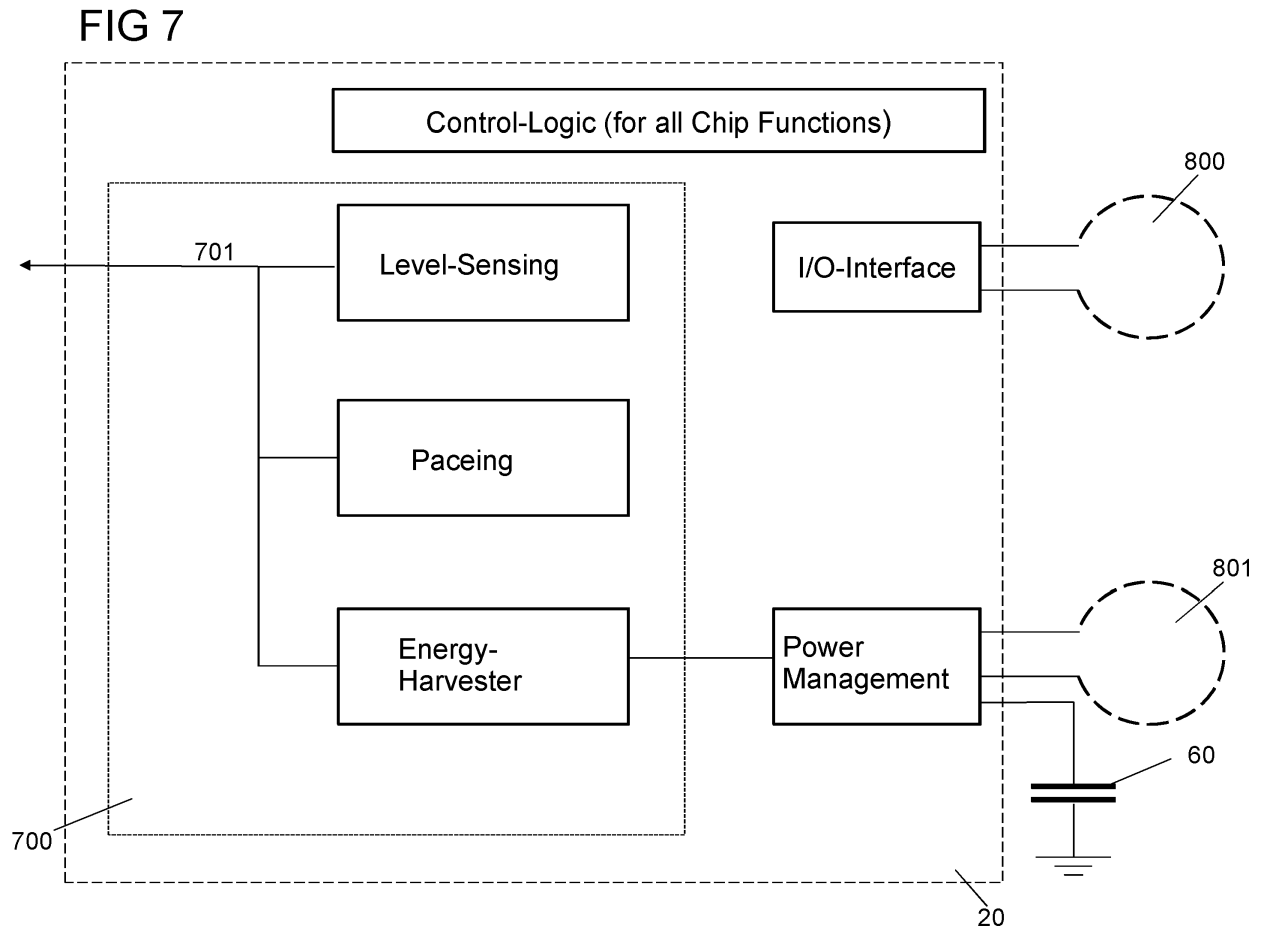 FIG 7
Control-Logic (for all Chip Functions)
800
701
Level-Sensing
I/O-Interface
Paceing
801
Energy-
Harvester
Power
Management
60
700
20